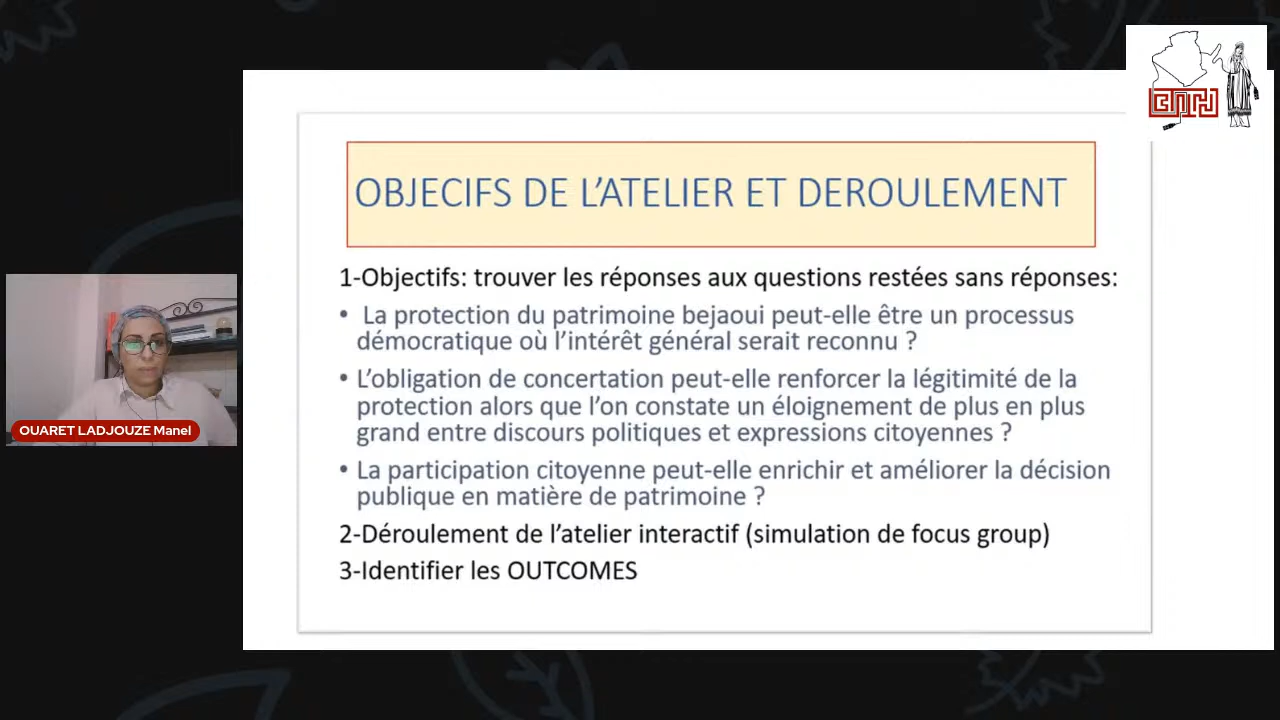 OBJECIFS DE L’ATELIER ET DEROULEMENT
1-Objectifs: trouver les réponses aux questions restées sans réponses:
• La protection du patrimoine bejaoui peut-elle être un processus
démocratique où l’intérêt général serait reconnu ?
• L’obligation de concertation peut-elle renforcer la légitimité de la
protection alors que l’on constate un éloignement de plus en plus
grand entre discours politiques et expressions citoyennes ?
• La participation citoyenne peut-elle enrichir et améliorer la décision
publique en matière de patrimoine ?
2-Déroulement de l’atelier interactif (simulation de focus group)
3-Identifier les OUTCOMES
OUARET LADJOUZE Manel